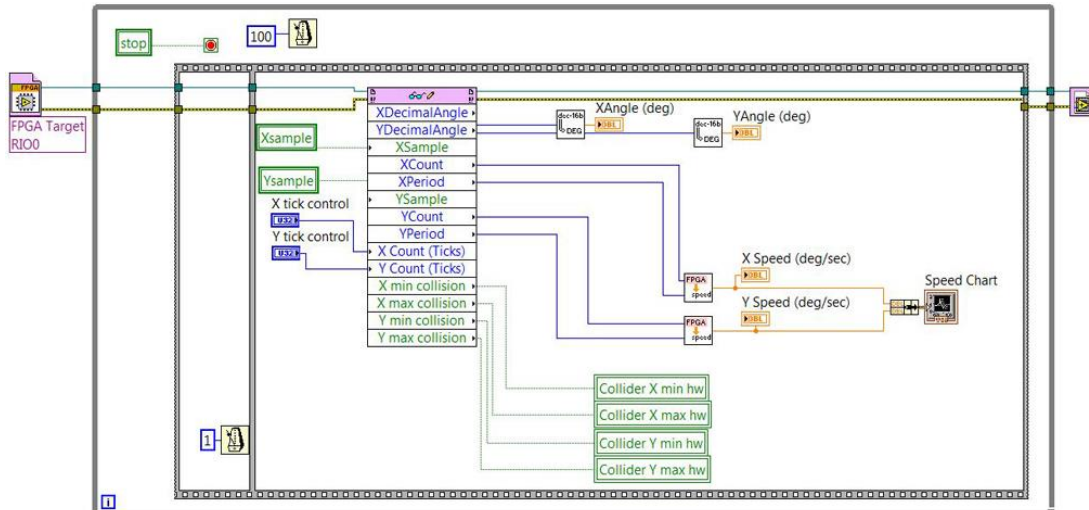 stop
100
FPGA
FPGA Target
RIO0
XDecimalAngle
YDecimalAngle
XSample
XCount
XPeriod
YSample
YCount
YPeriod
X Count (Ticks)
Y Count (Ticks)
X min collision
X max collision
Y min collision
Y max collision
Xsample
Ysample
X tick control
U32
Y tick control
U32
XAngle (deg)
DBL
DEG
YAngle (deg)
DBL
DEG
X Speed (deg/sec)
DBL
FPGA
speed
Y Speed (deg/sec)
DBL
FPGA
speed
Speed Chart
Collider X min hw
Collider X max hw
Collider Y min hw
Collider Y max hw
1
i